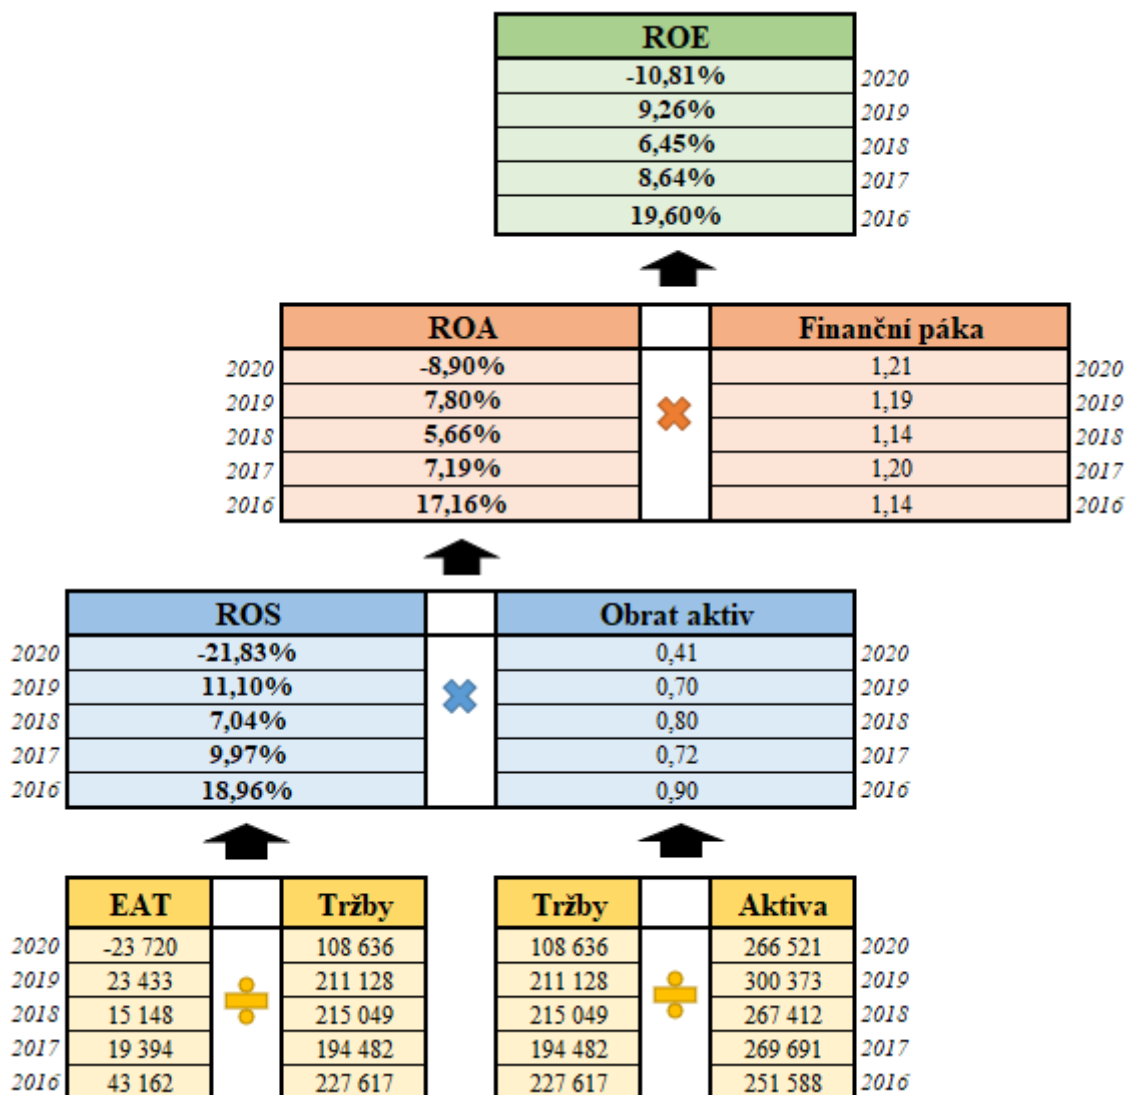 ROE
-10,81% 2020
9,26% 2019
6,45% 2018
8,64% 2017
19,60% 2016
ROA Finanční páka
2020 -8,90% 1,21 2020
2019 7,80% 1,19 2019
2018 5,66% 1,14 2018
2017 7,19% 1,20 2017
2016 17,16% 1,14 2016
ROS Obrat aktiv
2020 -21,83% 0,41 2020
2019 11,10% 0,70 2019
2018 7,04% 0,80 2018
2017 9,97% 0,72 2017
2016 18,96% 0,90 2016
EAT Tržby Tržby Aktiva
2020 -23 720 108 636 108 636 266 521 2020
2019 23 433 211 128 211 128 300 373 2019
2018 15 148 215 049 215 049 267 412 2018
2017 19 394 194 482 194 482 269 691 2017
2016 43 162 227 617 227 617 251 588 2016